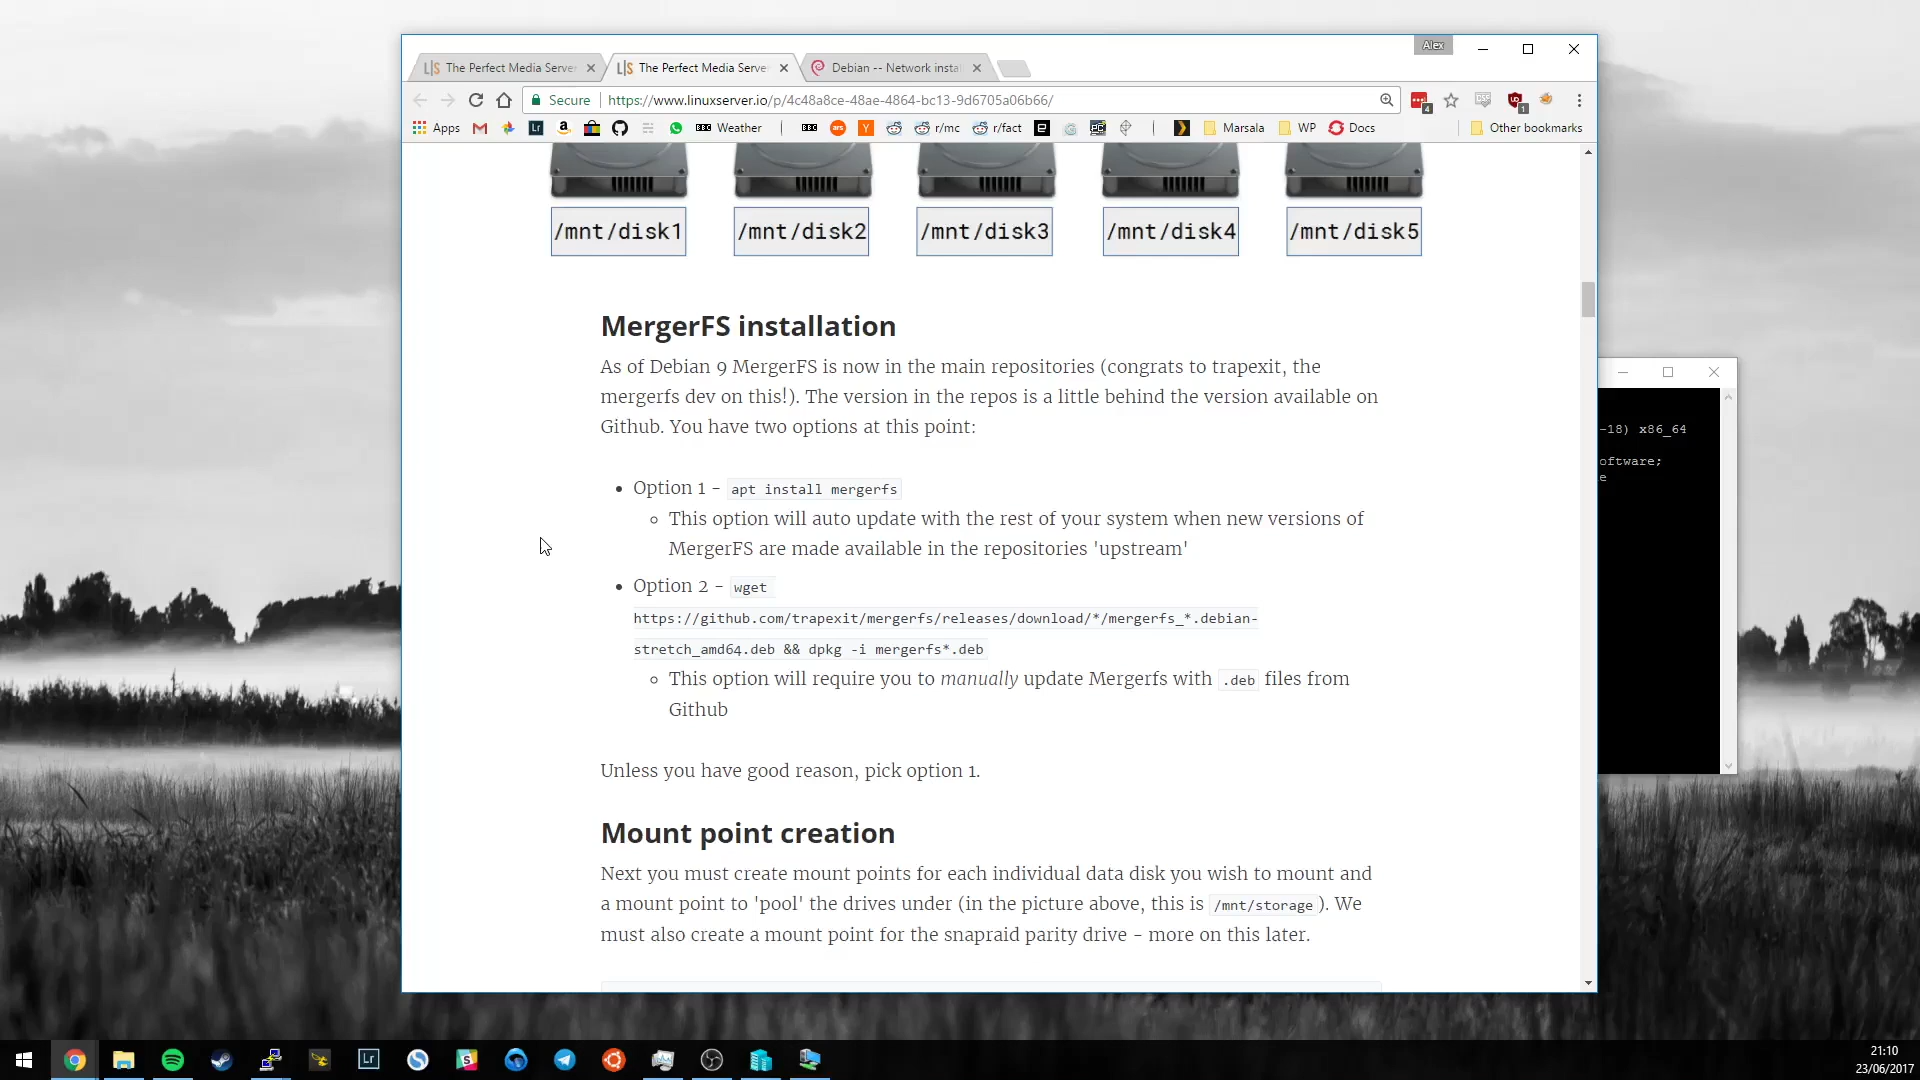 Alex
The Perfect Media Serve
The Perfect Media Serve
Debian -- Network insta
Secure
https://www.linuxserver.io/p/4c48a8ce-48ae-4864-bc13-9d6705a06b66/
Apps
BBC Weather
BBC
ars
r/mc
r/fact
Marsala
WP
Docs
Other bookmarks
/mnt/disk1
/mnt/disk2
/mnt/disk3
/mnt/disk4
/mnt/disk5
MergerFS installation
As of Debian 9 MergerFS is now in the main repositories (congrats to trapexit, the
mergerfs dev on this!). The version in the repos is a little behind the version available on
Github. You have two options at this point:
Option 1 - apt install mergerfs
This option will auto update with the rest of your system when new versions of
MergerFS are made available in the repositories 'upstream'
Option 2 - wget
https://github.com/trapexit/mergerfs/releases/download/*/mergerfs_*.debian-
stretch_amd64.deb && dpkg -i mergerfs*.deb
This option will require you to manually update Mergerfs with .deb files from
Github
Unless you have good reason, pick option 1.
Mount point creation
Next you must create mount points for each individual data disk you wish to mount and
a mount point to 'pool' the drives under (in the picture above, this is /mnt/storage). We
must also create a mount point for the snapraid parity drive - more on this later.
-18) x86_64
oftware;
e
21:10
23/06/2017